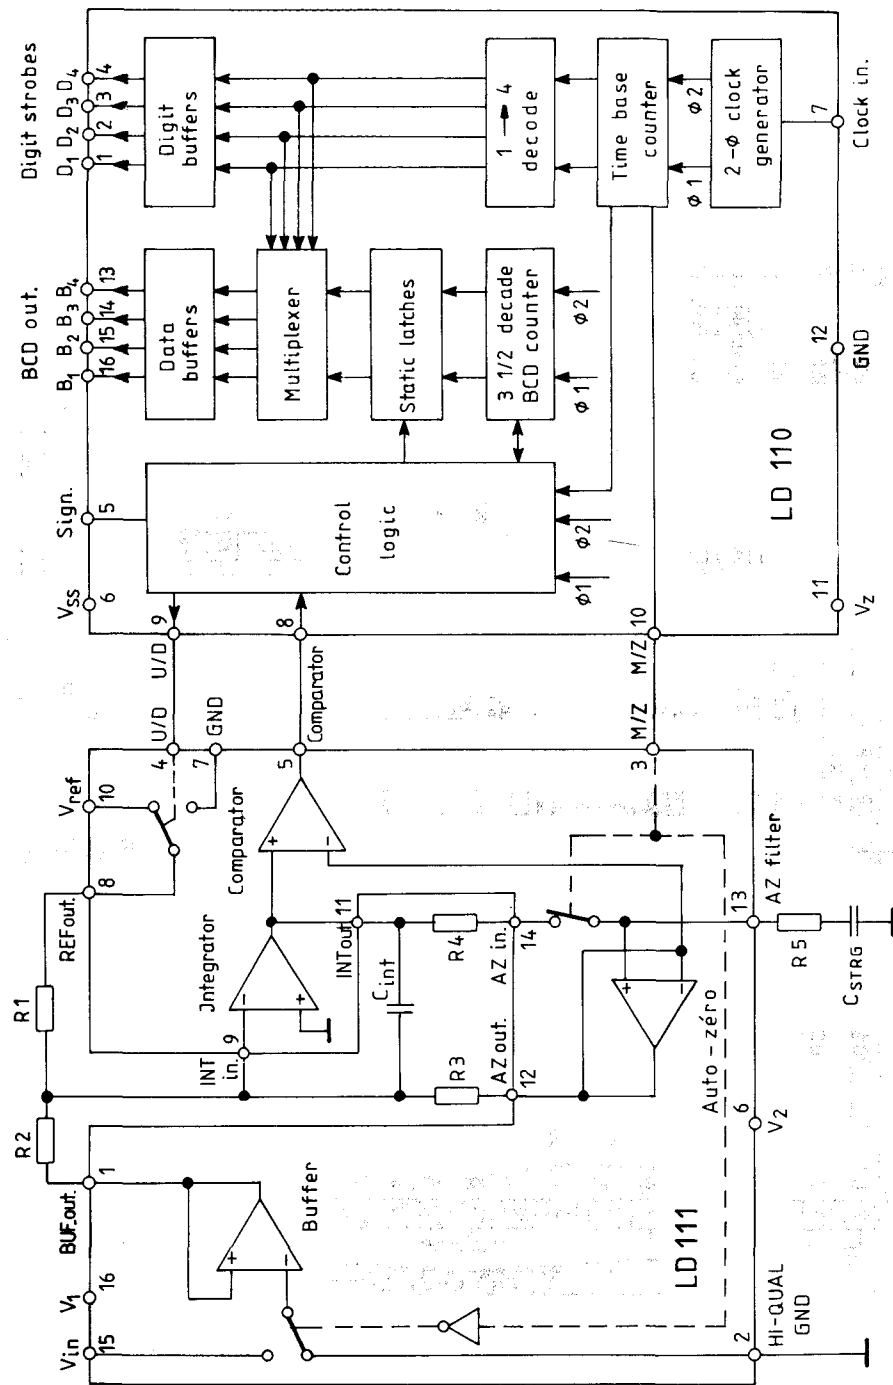 Digit strobes
D1 D2 D3 D4
1 2 3 4
BCD out.
B1 B2 B3 B4
16 15 14 13
Sign.
5
VSS
6
Digit buffers
Data buffers
Multiplexer
Static latches
3 1/2 decade BCD counter
1 → 4 decode
Time base counter
2-ϕ clock generator
ϕ1
ϕ2
7
Clock in.
ϕ1
ϕ2
12
GND
Control logic
ϕ1
ϕ2
LD 110
11
VZ
9
U/D
8
M/Z 10
U/D
4
GND
7
Comparator
5
M/Z
3
Vref
10
8
REFout.
R1
R2
Comparator
Jntegrator
INTout 11
9
INT in.
Cint
R4
R3
AZ in.
14
AZ out.
12
AZ filter
13
R5
CSTRG
Auto-zéro
6
V2
1
BUF.out.
Buffer
V1
16
Vin
15
LD 111
2
HI-QUAL GND
+
-
+
-
+
-
+
-